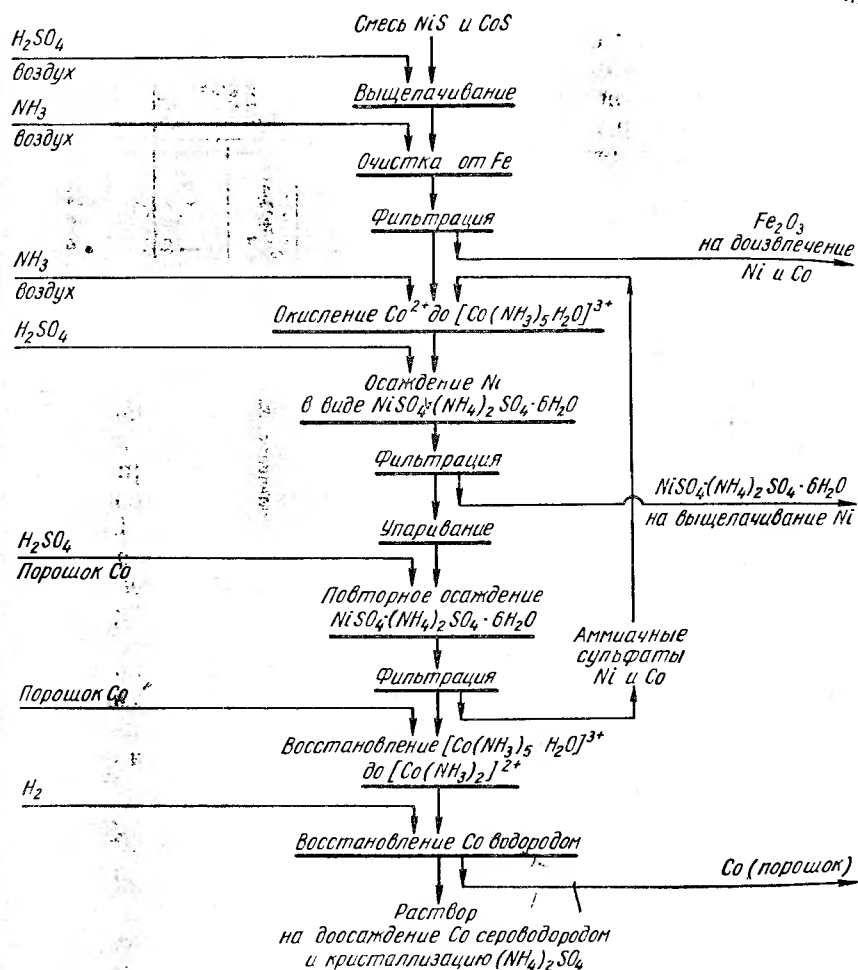 Смесь NiS и CoS
H₂SO₄
воздух
Выщелачивание
NH₃
воздух
Очистка от Fe
Фильтрация
Fe₂O₃
на доизвлечение
Ni и Co
NH₃
воздух
Окисление Co²⁺ до [Co(NH₃)₅H₂O]³⁺
H₂SO₄
Осаждение Ni
в виде NiSO₄·(NH₄)₂SO₄·6H₂O
Фильтрация
NiSO₄·(NH₄)₂SO₄·6H₂O
на выщелачивание Ni
Упаривание
H₂SO₄
Порошок Co
Повторное осаждение
NiSO₄·(NH₄)₂SO₄·6H₂O
Аммиачные
сульфаты
Ni и Co
Фильтрация
Порошок Co
Восстановление [Co(NH₃)₅ H₂O]³⁺
до [Co(NH₃)₂]²⁺
H₂
Восстановление Co водородом
Co (порошок)
Раствор
на доосаждение Co сероводородом
и кристаллизацию (NH₄)₂SO₄